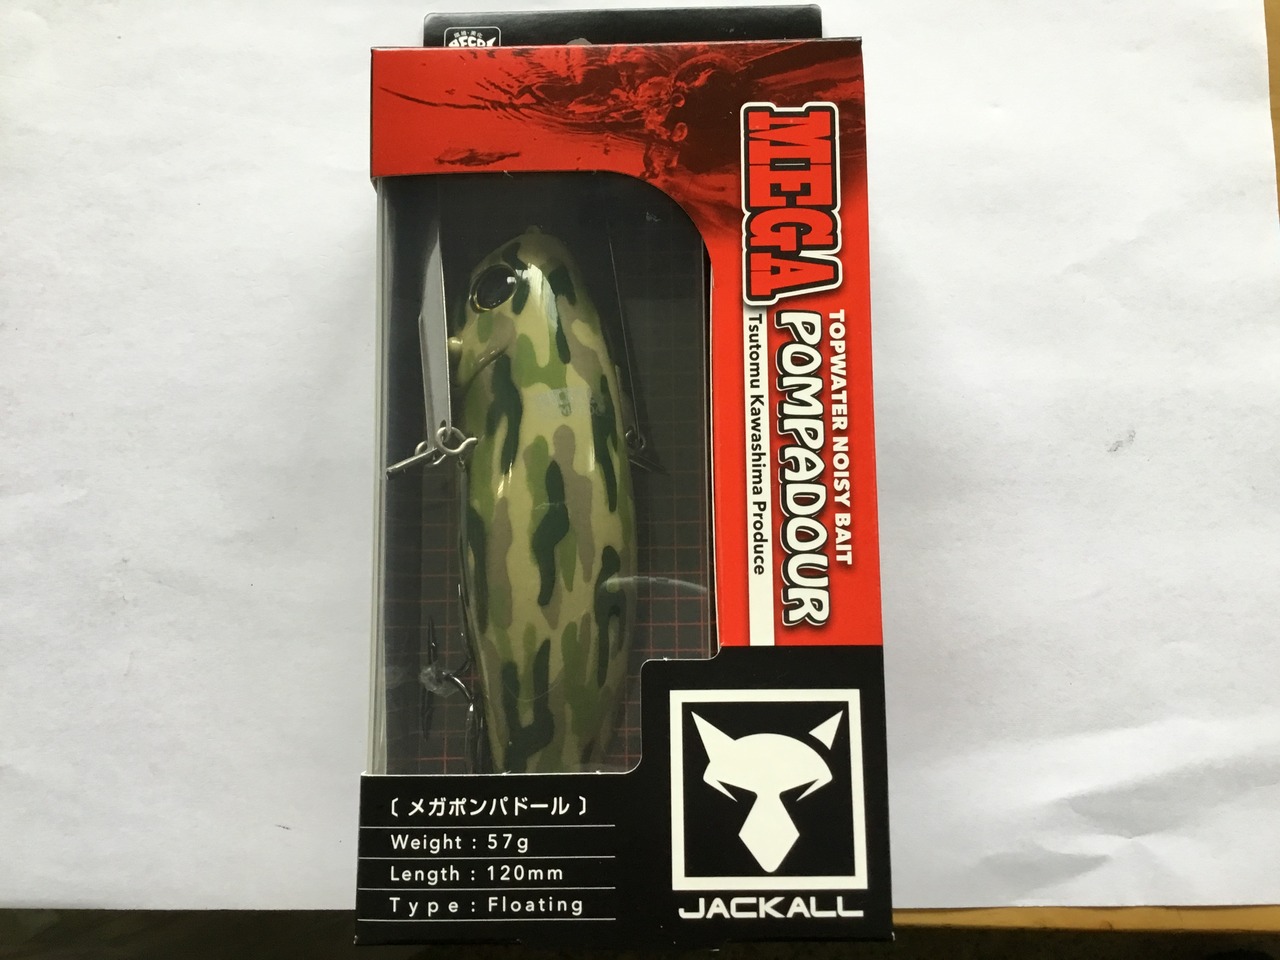 MEGA
POMPADOUR
TOPWATER NOISY BAIT
Tsutomu Kawashima Produce
〔 メガポンパドール 〕
Weight : 57g
Length : 120mm
Type : Floating
JACKALL